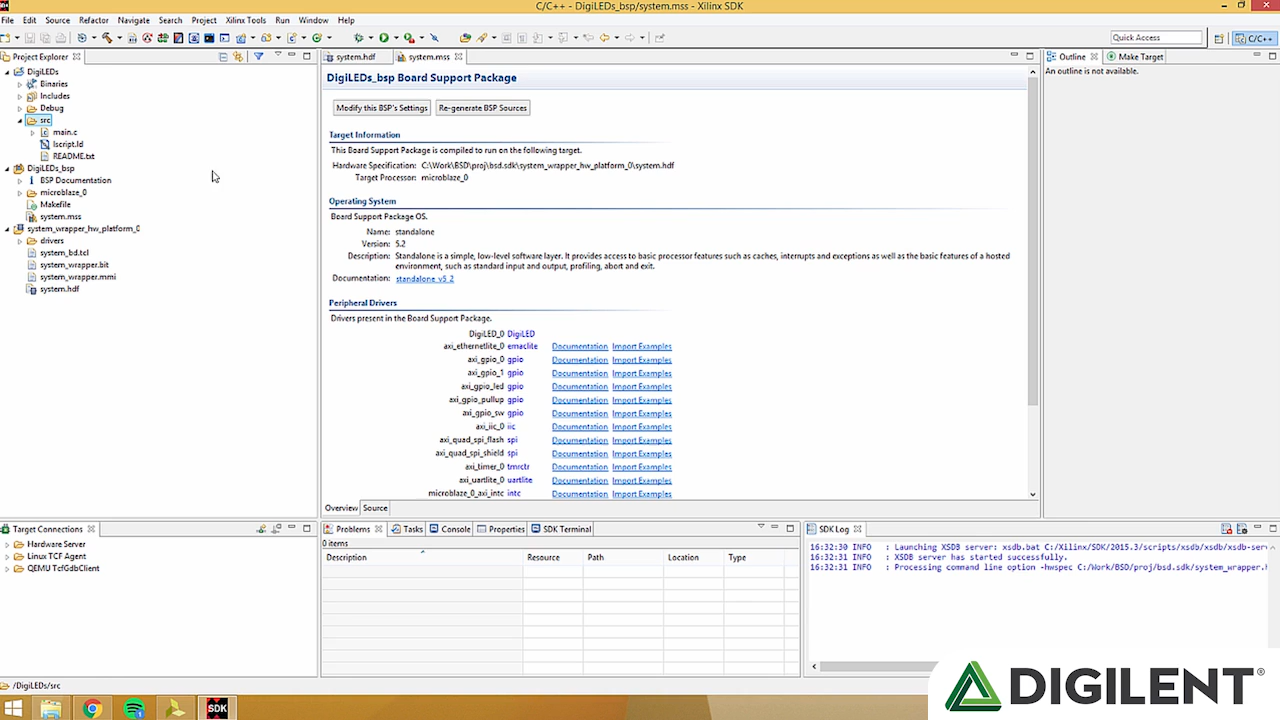 C/C++ - DigiLEDs_bsp/system.mss - Xilinx SDK
File Edit Source Refactor Navigate Search Project Xilinx Tools Run Window Help
Quick Access
C/C++
Project Explorer
DigiLEDs
Binaries
Includes
Debug
src
main.c
lscript.ld
README.txt
DigiLEDs_bsp
BSP Documentation
microblaze_0
Makefile
system.mss
system_wrapper_hw_platform_0
drivers
system_bd.tcl
system_wrapper.bit
system_wrapper.mmi
system.hdf
system.hdf system.mss
DigiLEDs_bsp Board Support Package
Modify this BSP's Settings Re-generate BSP Sources
Target Information
This Board Support Package is compiled to run on the following target.
Hardware Specification: C:\Work\BSD\proj\bsd.sdk\system_wrapper_hw_platform_0\system.hdf
Target Processor: microblaze_0
Operating System
Board Support Package OS.
Name: standalone
Version: 5.2
Description: Standalone is a simple, low-level software layer. It provides access to basic processor features such as caches, interrupts and exceptions as well as the basic features of a hosted
environment, such as standard input and output, profiling, abort and exit.
Documentation: standalone_v5_2
Peripheral Drivers
Drivers present in the Board Support Package.
DigiLED_0 DigiLED
axi_ethernetlite_0 emaclite Documentation Import Examples
axi_gpio_0 gpio Documentation Import Examples
axi_gpio_1 gpio Documentation Import Examples
axi_gpio_led gpio Documentation Import Examples
axi_gpio_pullup gpio Documentation Import Examples
axi_gpio_sw gpio Documentation Import Examples
axi_iic_0 iic Documentation Import Examples
axi_quad_spi_flash spi Documentation Import Examples
axi_quad_spi_shield spi Documentation Import Examples
axi_timer_0 tmrctr Documentation Import Examples
axi_uartlite_0 uartlite Documentation Import Examples
microblaze_0_axi_intc intc Documentation Import Examples
Overview Source
Outline Make Target
An outline is not available.
Target Connections
Hardware Server
Linux TCF Agent
QEMU TcfGdbClient
Problems Tasks Console Properties SDK Terminal
0 items
Description Resource Path Location Type
SDK Log
16:32:30 INFO : Launching XSDB server: xsdb.bat C:/Xilinx/SDK/2015.3/scripts/xsdb/xsdb/xsdb-serv
16:32:31 INFO : XSDB server has started successfully.
16:32:31 INFO : Processing command line option -hwspec C:/Work/BSD/proj/bsd.sdk/system_wrapper.h
/DigiLEDs/src
SDK
DIGILENT®